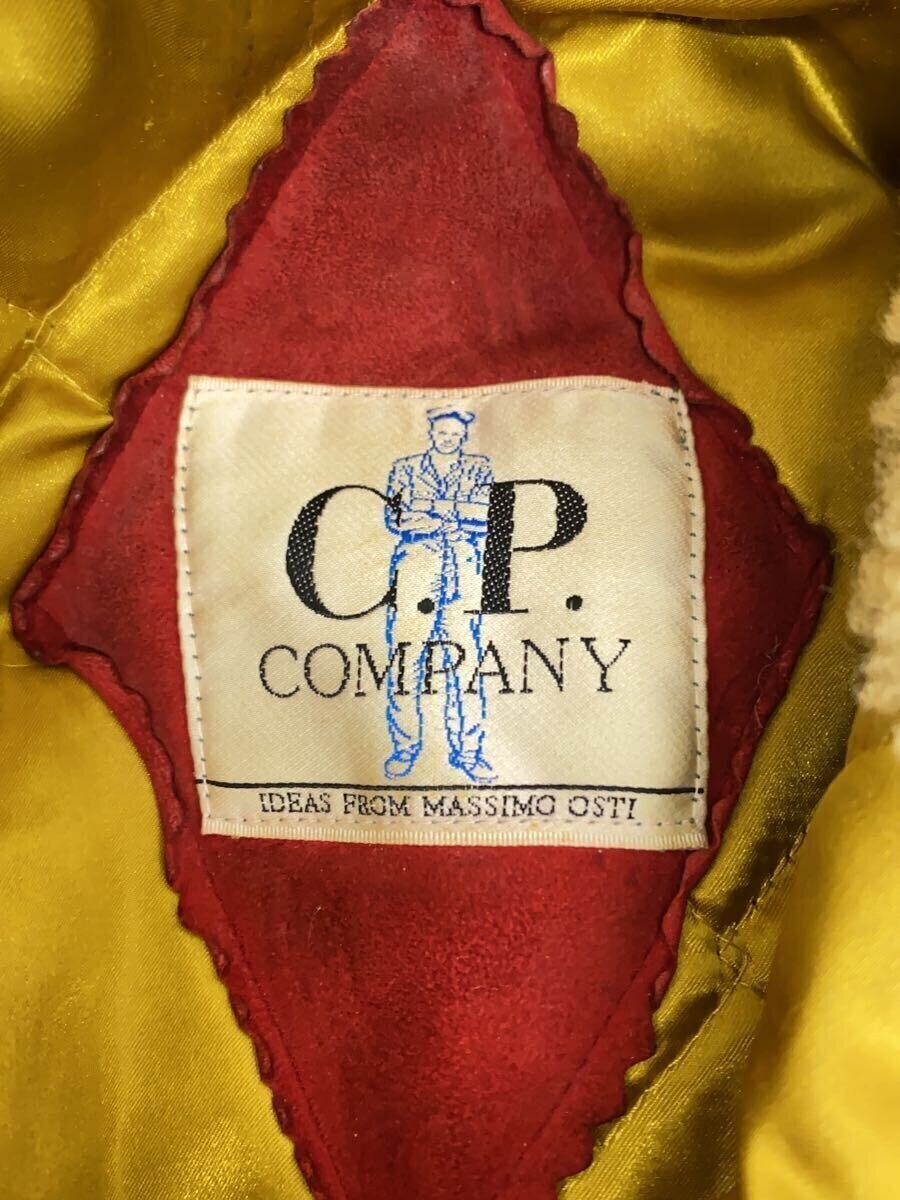 C.P.
COMPANY
IDEAS FROM MASSIMO OSTI